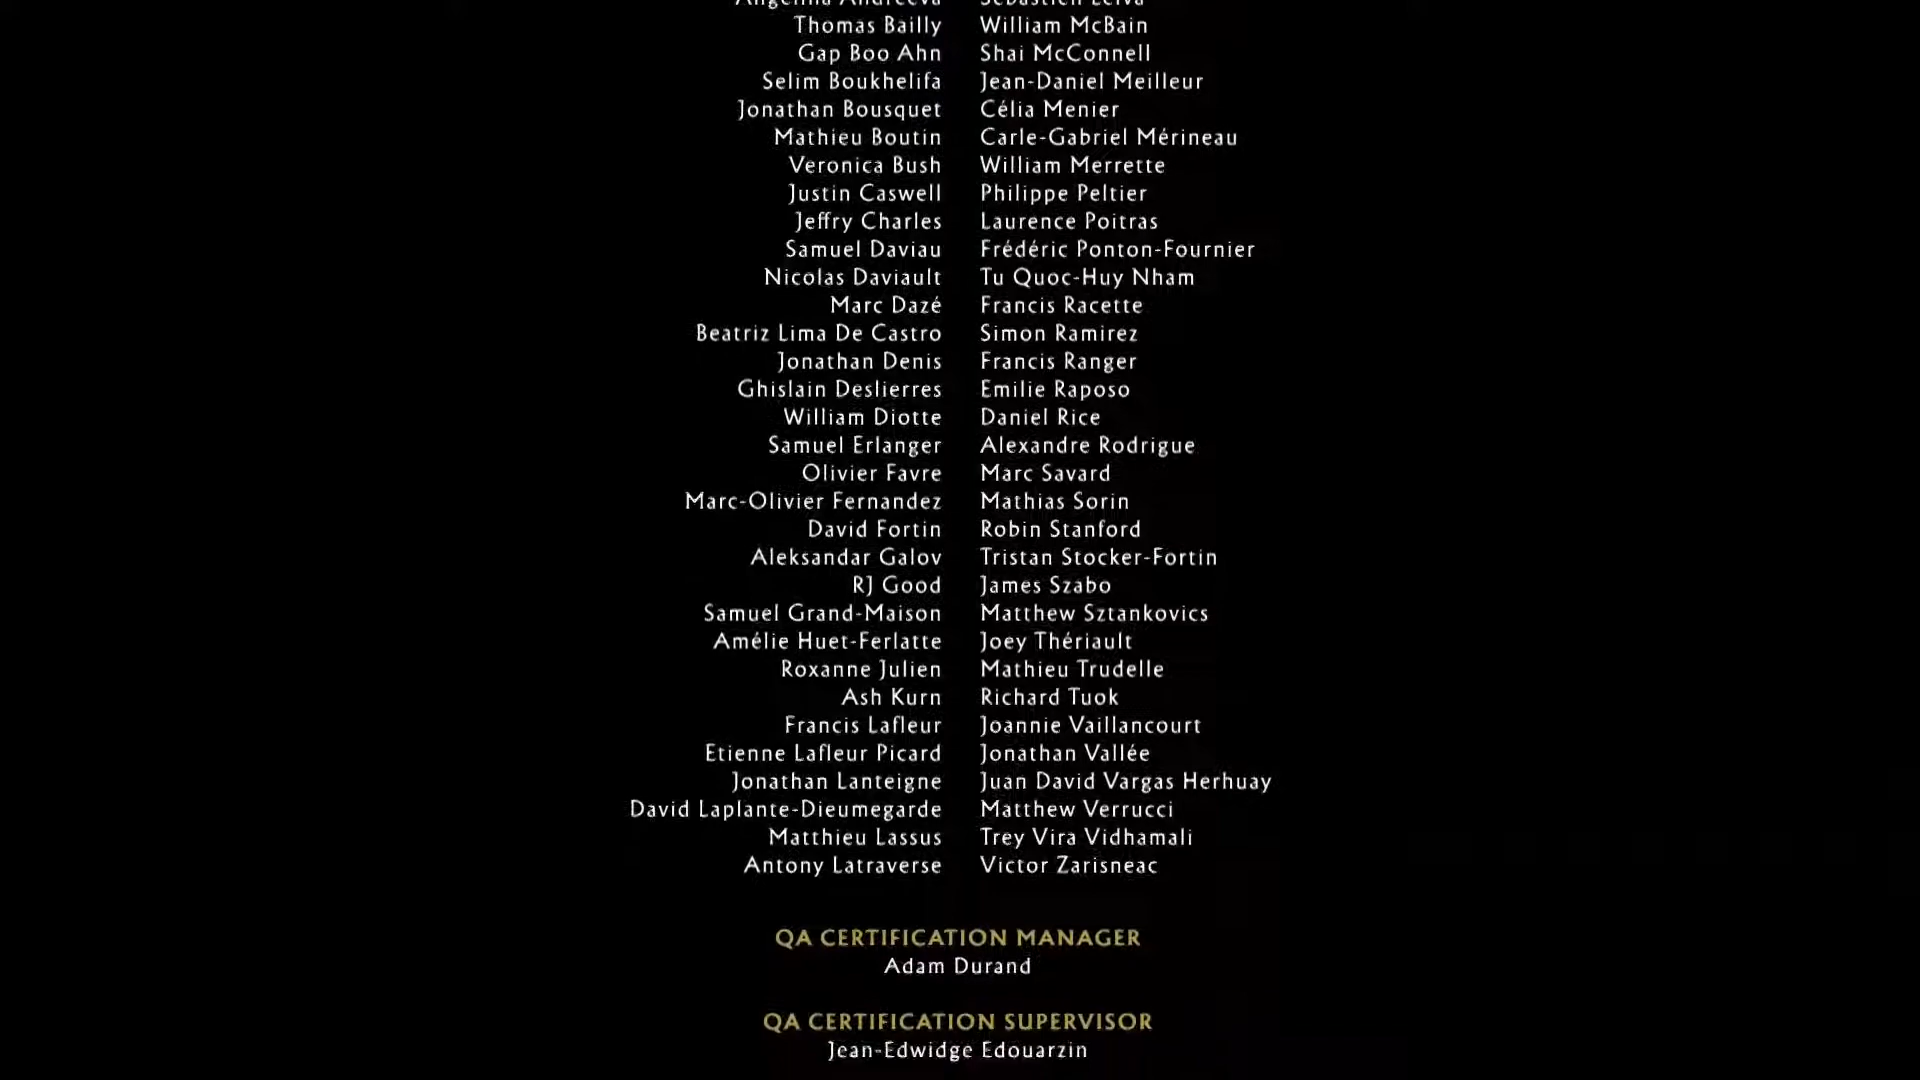 Angelina Andreeva Sébastien Leiva
Thomas Bailly William McBain
Gap Boo Ahn Shai McConnell
Selim Boukhelifa Jean-Daniel Meilleur
Jonathan Bousquet Célia Menier
Mathieu Boutin Carle-Gabriel Mérineau
Veronica Bush William Merrette
Justin Caswell Philippe Peltier
Jeffry Charles Laurence Poitras
Samuel Daviau Frédéric Ponton-Fournier
Nicolas Daviault Tu Quoc-Huy Nham
Marc Dazé Francis Racette
Beatriz Lima De Castro Simon Ramirez
Jonathan Denis Francis Ranger
Ghislain Deslierres Emilie Raposo
William Diotte Daniel Rice
Samuel Erlanger Alexandre Rodrigue
Olivier Favre Marc Savard
Marc-Olivier Fernandez Mathias Sorin
David Fortin Robin Stanford
Aleksandar Galov Tristan Stocker-Fortin
RJ Good James Szabo
Samuel Grand-Maison Matthew Sztankovics
Amélie Huet-Ferlatte Joey Thériault
Roxanne Julien Mathieu Trudelle
Ash Kurn Richard Tuok
Francis Lafleur Joannie Vaillancourt
Etienne Lafleur Picard Jonathan Vallée
Jonathan Lanteigne Juan David Vargas Herhuay
David Laplante-Dieumegarde Matthew Verrucci
Matthieu Lassus Trey Vira Vidhamali
Antony Latraverse Victor Zarisneac
QA CERTIFICATION MANAGER
Adam Durand
QA CERTIFICATION SUPERVISOR
Jean-Edwidge Edouarzin